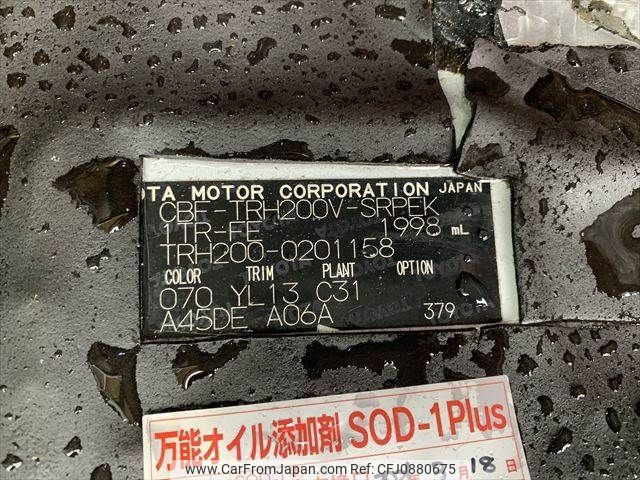 OTA MOTOR CORPORATION JAPAN
CBF-TRH200V-SRPEK
1TR-FE 1998 mL
TRH200-0201158
COLOR TRIM PLANT OPTION
070 YL13 C31
A45DE A06A 379
万能オイル添加剤 SOD-1Plus
18 日
www.CarFromJapan.com | Ref ID: CFJ0880675